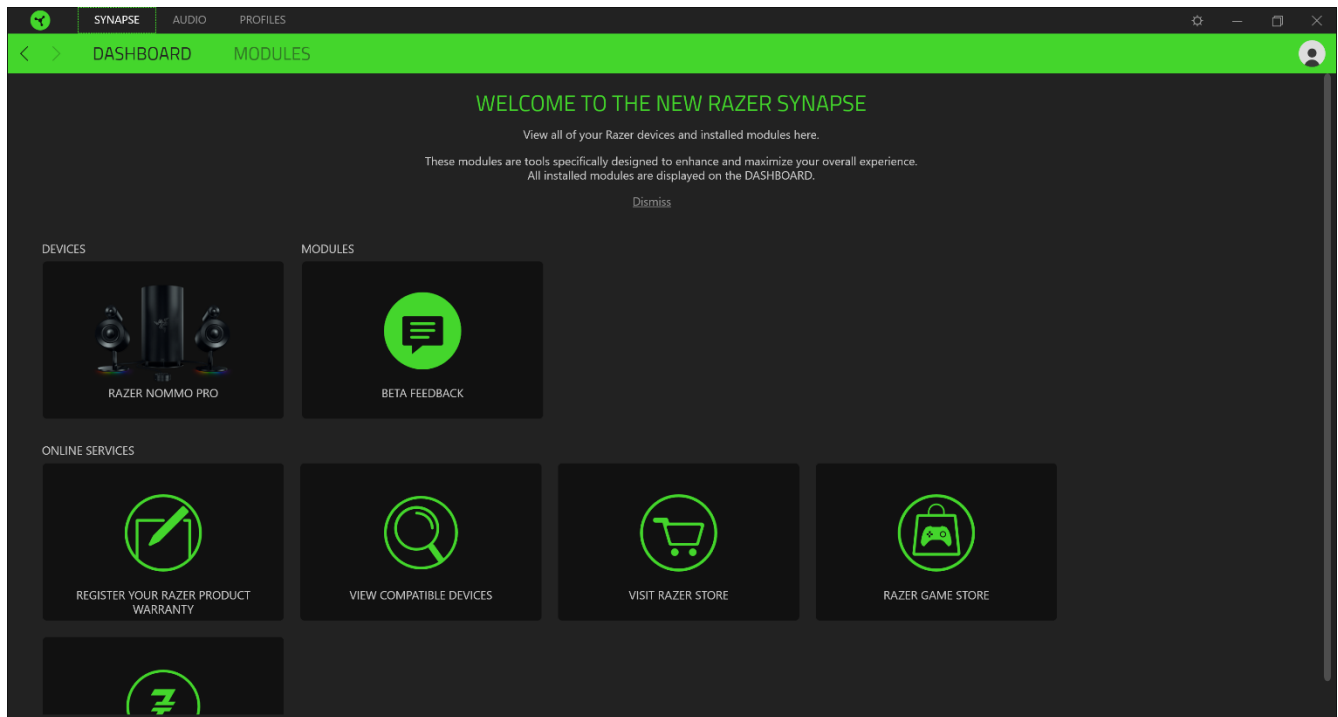 SYNAPSE AUDIO PROFILES
DASHBOARD MODULES
WELCOME TO THE NEW RAZER SYNAPSE
View all of your Razer devices and installed modules here.
These modules are tools specifically designed to enhance and maximize your overall experience.
All installed modules are displayed on the DASHBOARD.
Dismiss
DEVICES MODULES
RAZER NOMMO PRO BETA FEEDBACK
ONLINE SERVICES
REGISTER YOUR RAZER PRODUCT
WARRANTY
VIEW COMPATIBLE DEVICES
VISIT RAZER STORE
RAZER GAME STORE